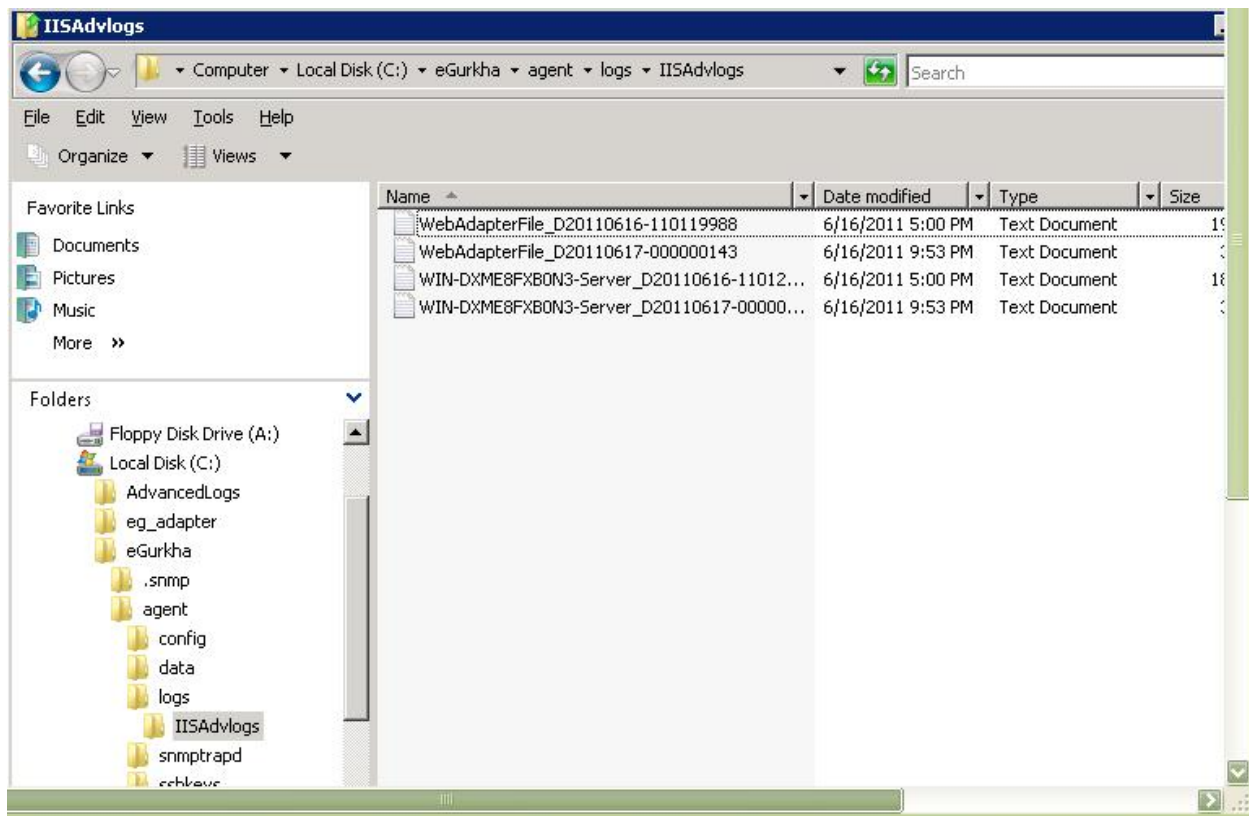 IISAdvlogs
Computer Local Disk (C:) eGurkha agent logs IISAdvlogs
Search
File Edit View Tools Help
Organize Views
Favorite Links
Documents
Pictures
Music
More »
Name Date modified Type Size
WebAdapterFile_D20110616-110119988 6/16/2011 5:00 PM Text Document
WebAdapterFile_D20110617-000000143 6/16/2011 9:53 PM Text Document
WIN-DXME8FXB0N3-Server_D20110616-11012... 6/16/2011 5:00 PM Text Document
WIN-DXME8FXB0N3-Server_D20110617-00000... 6/16/2011 9:53 PM Text Document
Folders
Floppy Disk Drive (A:)
Local Disk (C:)
AdvancedLogs
eg_adapter
eGurkha
.snmp
agent
config
data
logs
IISAdvlogs
snmptrapd